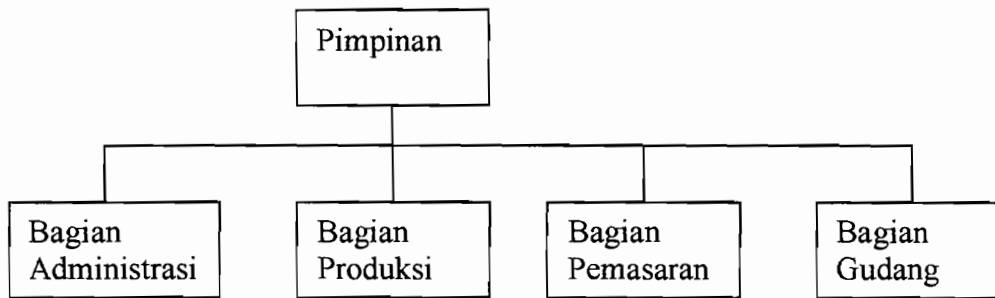 Pimpinan
Bagian
Administrasi
Bagian
Produksi
Bagian
Pemasaran
Bagian
Gudang